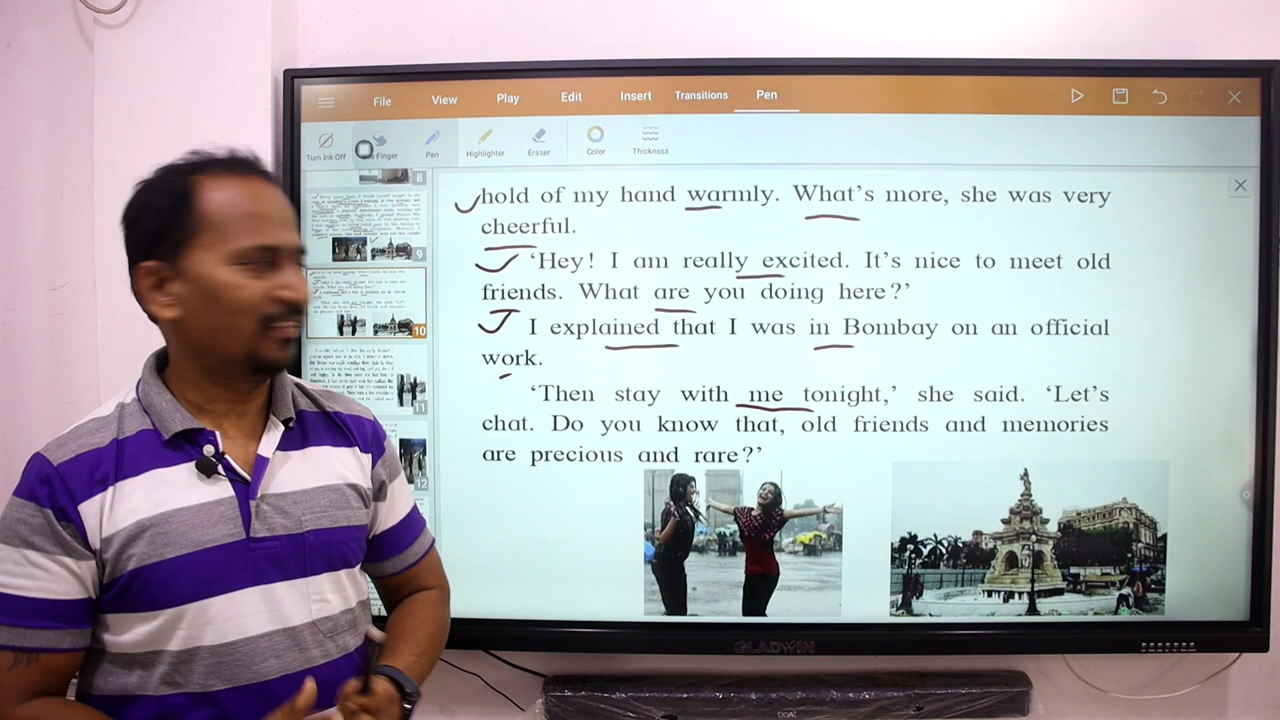 File View Play Edit Insert Transitions Pen
Turn Ink Off Finger Pen Highlighter Eraser Color Thickness
8
9
10
11
12
hold of my hand warmly. What's more, she was very
cheerful.
'Hey! I am really excited. It's nice to meet old
friends. What are you doing here?'
I explained that I was in Bombay on an official
work.
'Then stay with me tonight,' she said. 'Let's
chat. Do you know that, old friends and memories
are precious and rare?'
GLADWIN
boAt